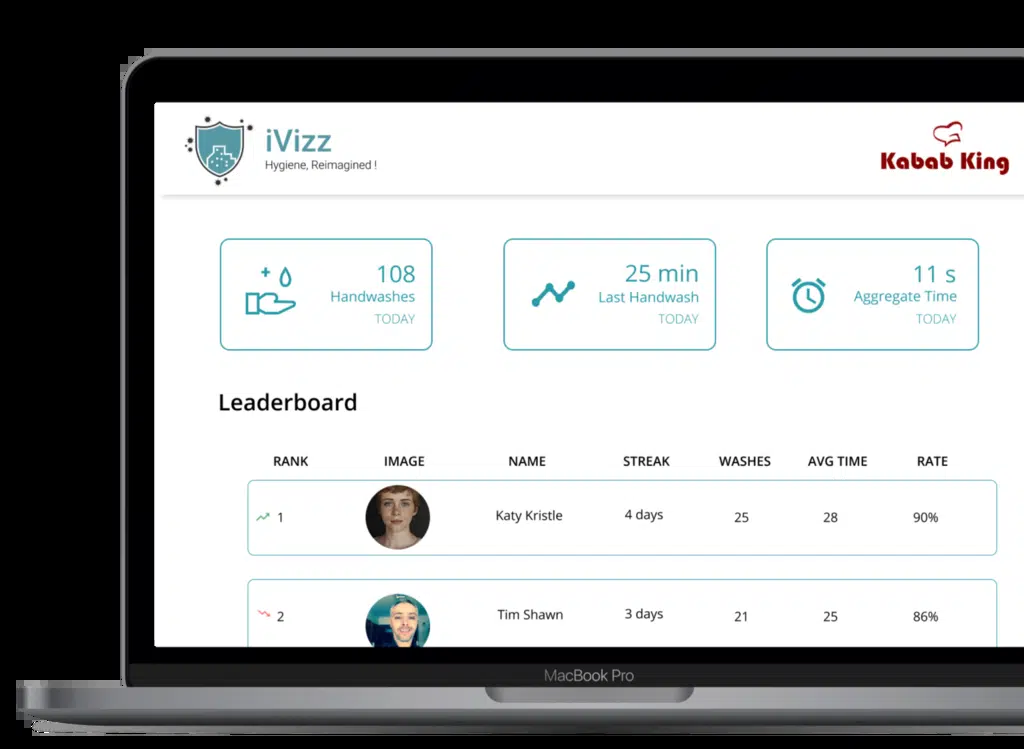 iVizz
Hygiene, Reimagined !
Kabab King
108
Handwashes
TODAY
25 min
Last Handwash
TODAY
11 s
Aggregate Time
TODAY
Leaderboard
RANK IMAGE NAME STREAK WASHES AVG TIME RATE
1 Katy Kristle 4 days 25 28 90%
2 Tim Shawn 3 days 21 25 86%
MacBook Pro